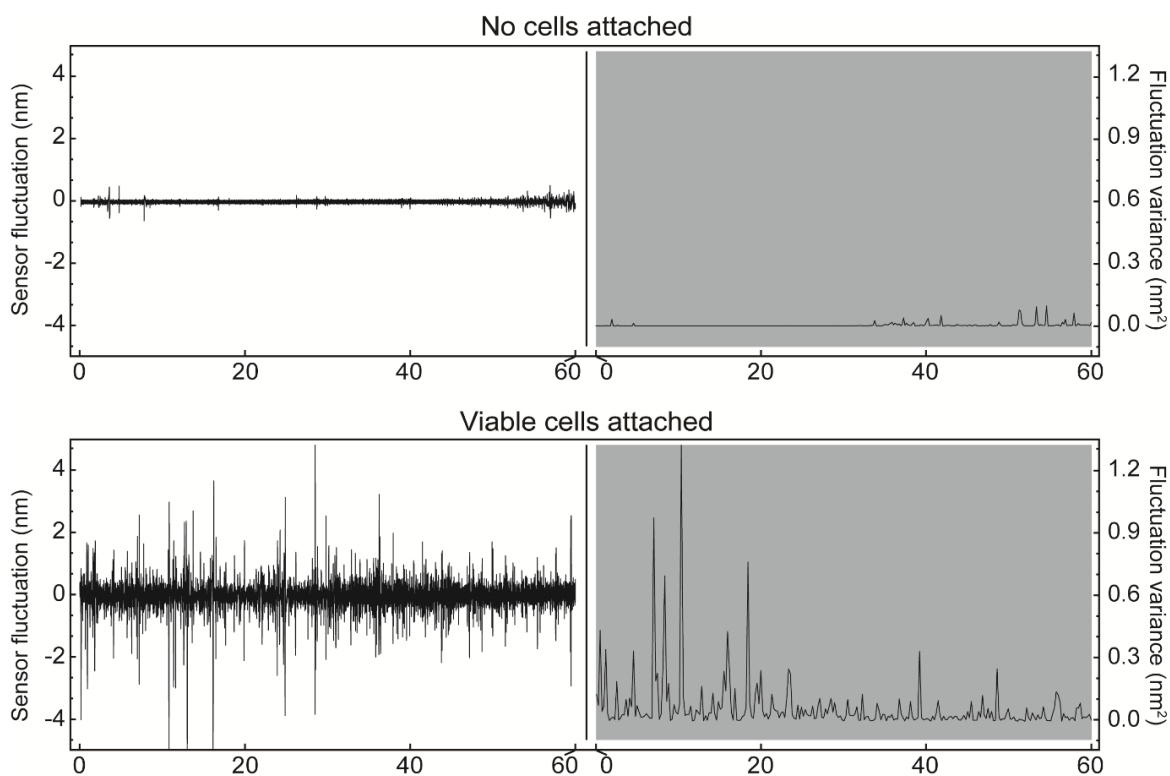 No cells attached
Sensor fluctuation (nm)
4
2
0
-2
-4
0 20 40 60
0 20 40 60
1.2
0.9
0.6
0.3
0.0
Fluctuation variance (nm²)
Viable cells attached
Sensor fluctuation (nm)
4
2
0
-2
-4
0 20 40 60
0 20 40 60
1.2
0.9
0.6
0.3
0.0
Fluctuation variance (nm²)